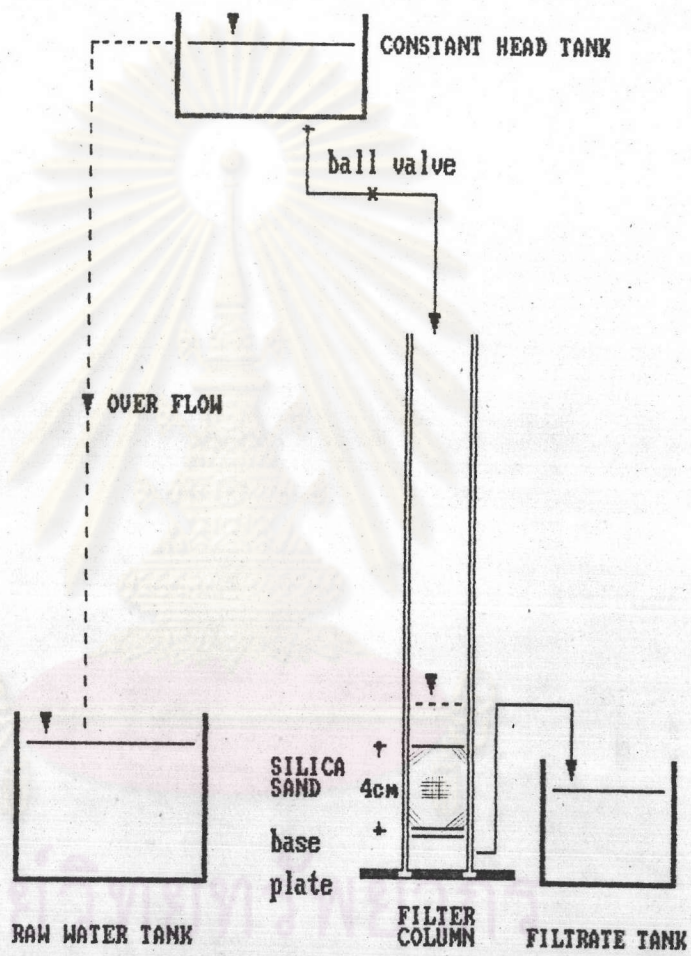 CONSTANT HEAD TANK
ball valve
OVER FLOW
SILICA
SAND
4cm
base
plate
RAW WATER TANK
FILTER
COLUMN
FILTRATE TANK